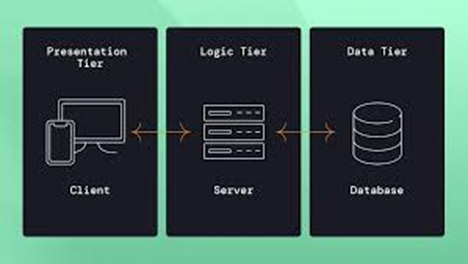 Presentation
Tier
Logic Tier
Data Tier
Client
Server
Database